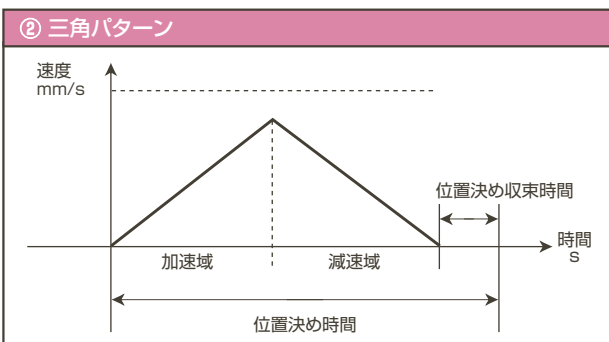 ② 三角パターン
速度
mm/s
位置決め収束時間
時間
s
加速域
減速域
位置決め時間